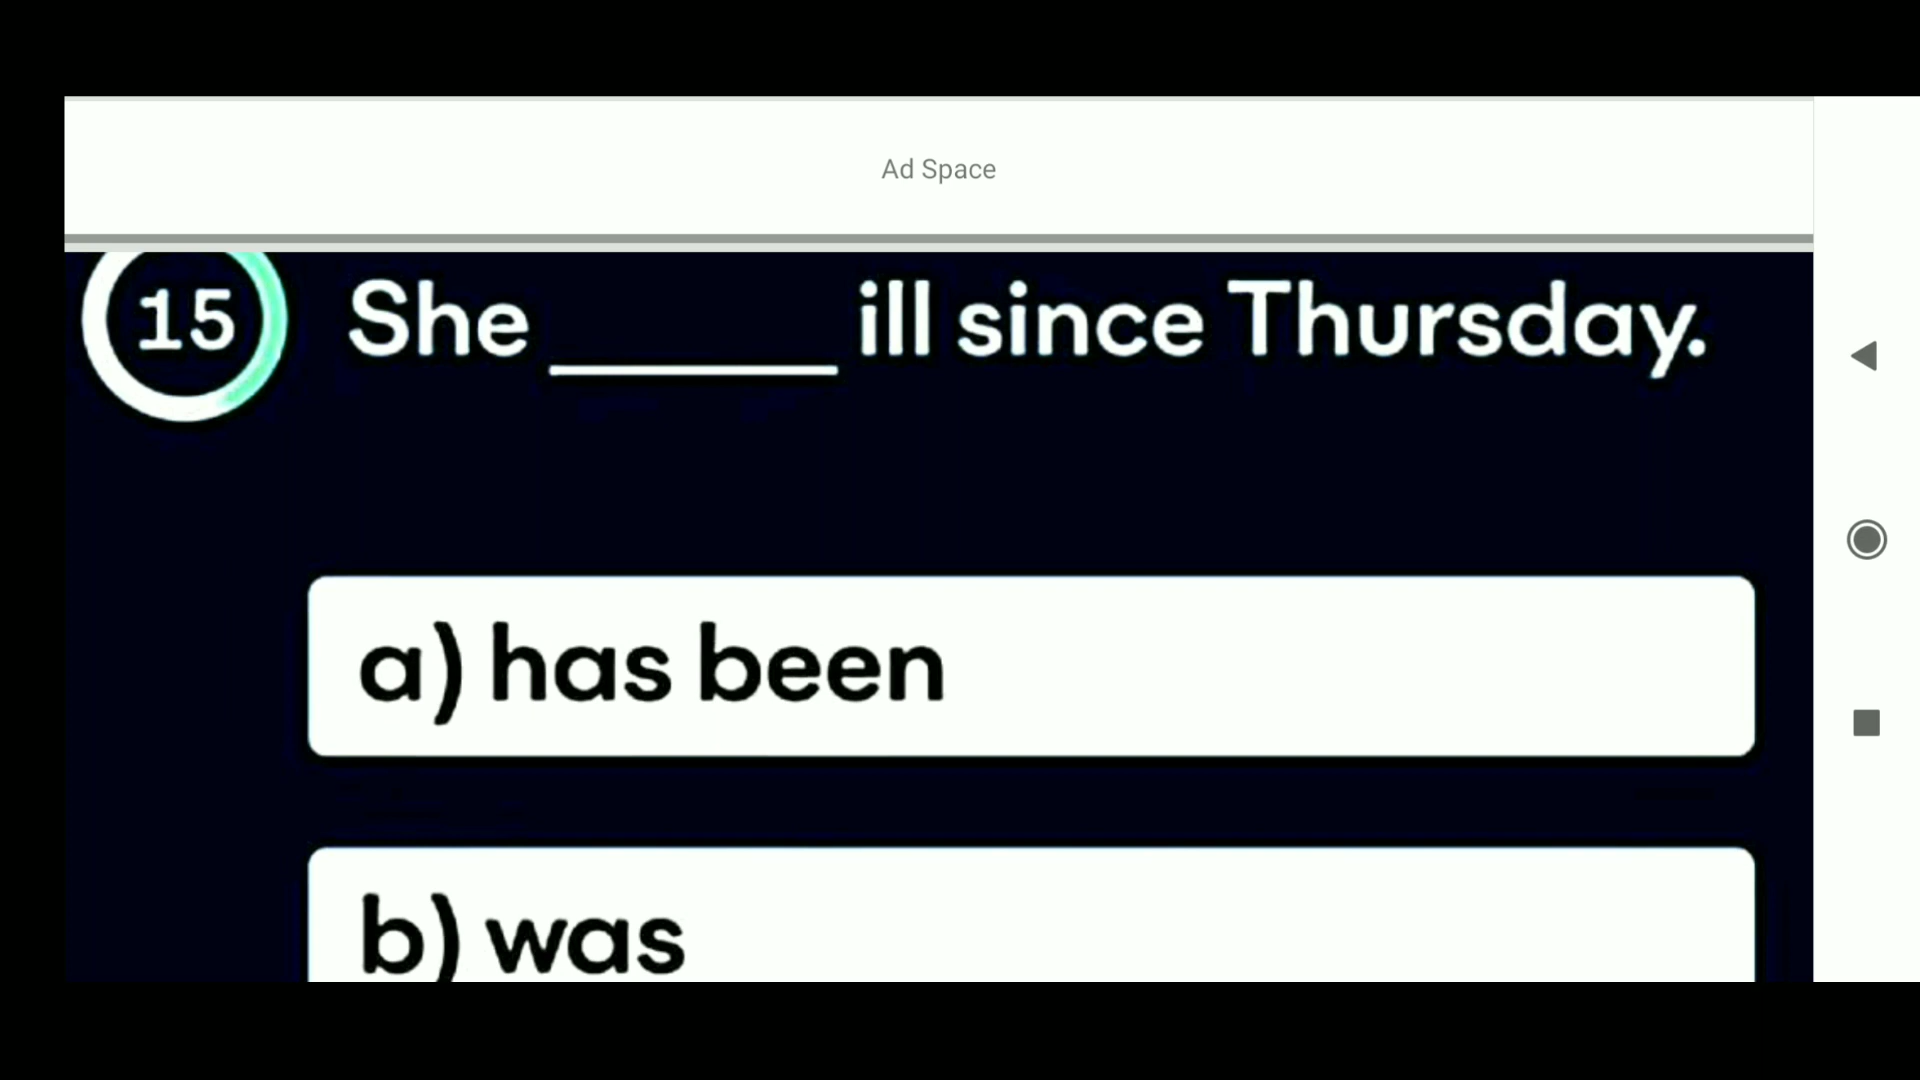 Ad Space
15 She ______ ill since Thursday.
a) has been
b) was